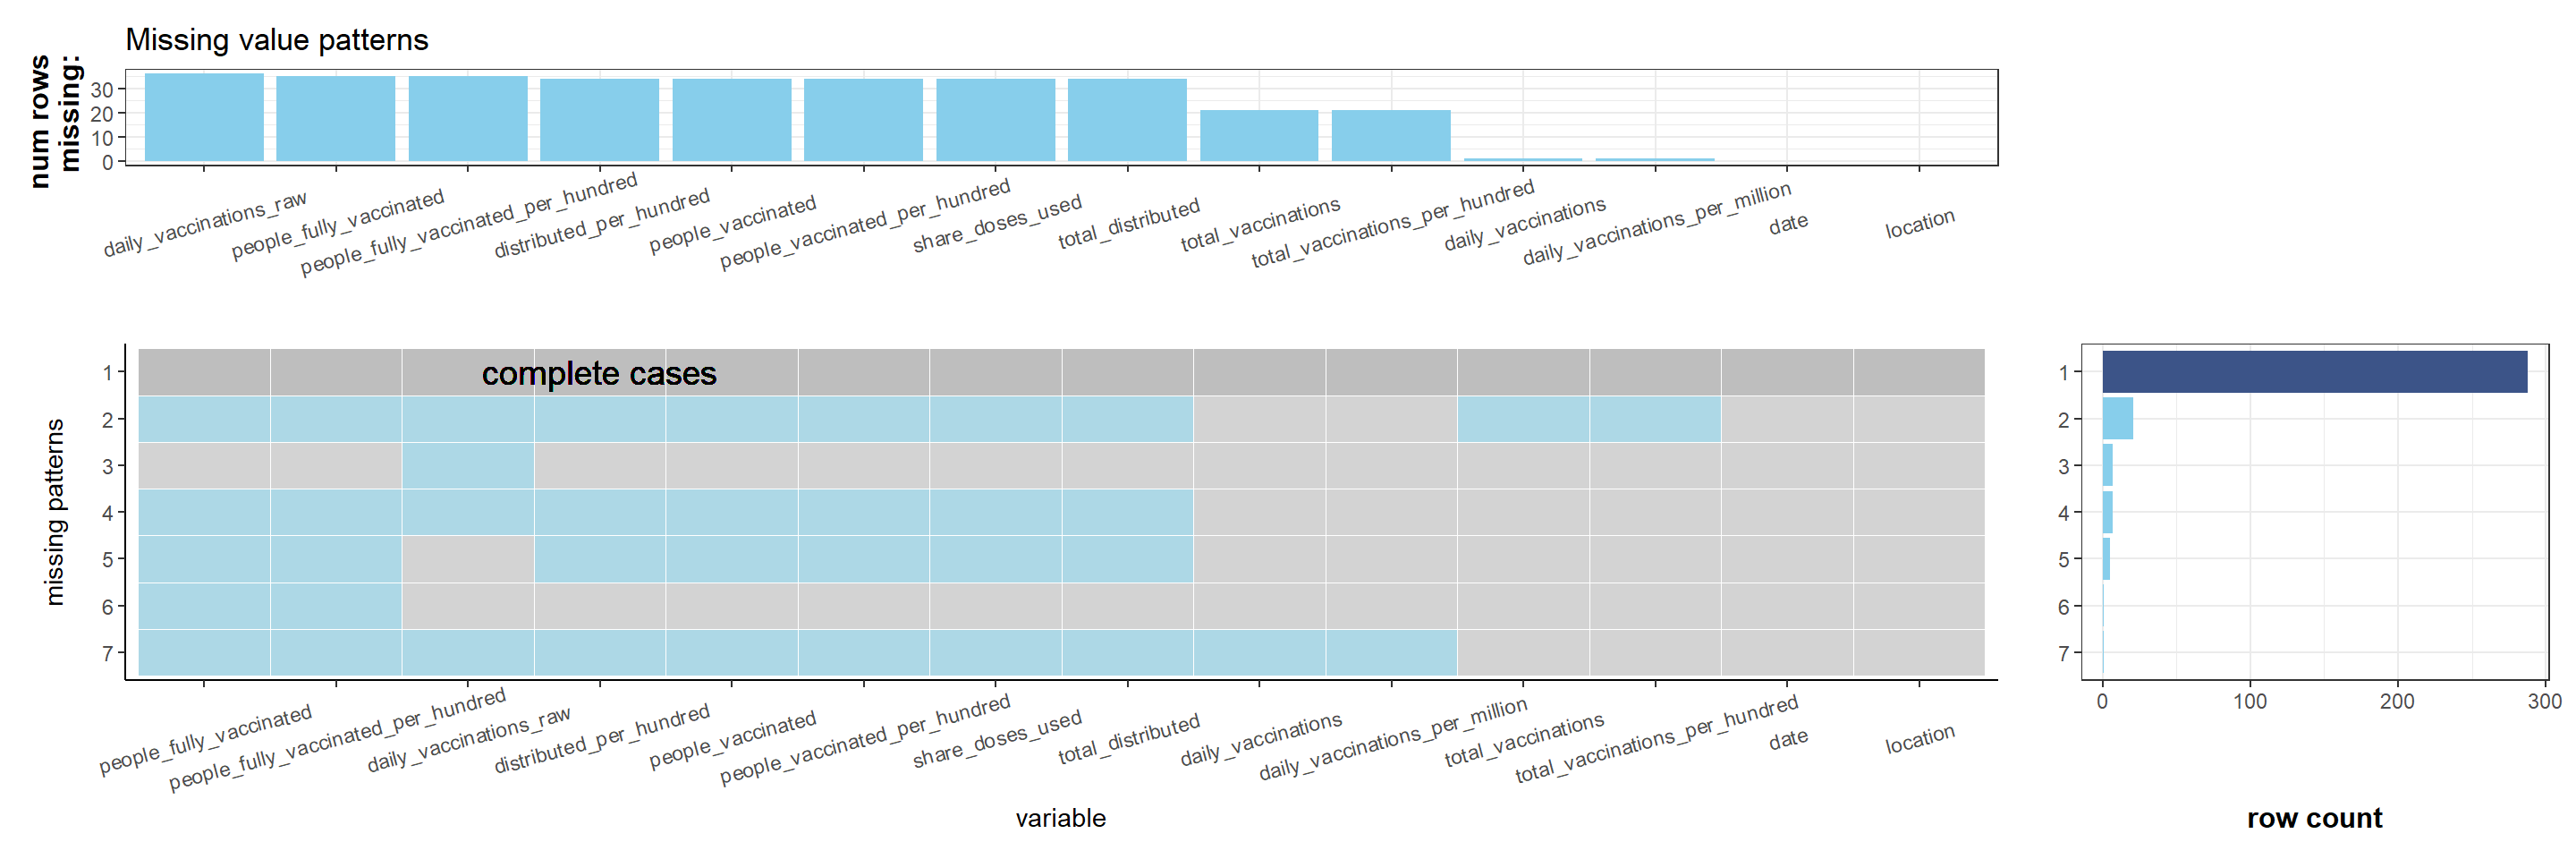 Missing value patterns
num rows
missing:
30
20
10
0
daily_vaccinations_raw
people_fully_vaccinated
people_fully_vaccinated_per_hundred
distributed_per_hundred
people_vaccinated
people_vaccinated_per_hundred
share_doses_used
total_distributed
total_vaccinations
total_vaccinations_per_hundred
daily_vaccinations
daily_vaccinations_per_million
date
location
missing patterns
1
2
3
4
5
6
7
complete cases
people_fully_vaccinated
people_fully_vaccinated_per_hundred
daily_vaccinations_raw
distributed_per_hundred
people_vaccinated
people_vaccinated_per_hundred
share_doses_used
total_distributed
daily_vaccinations
daily_vaccinations_per_million
total_vaccinations
total_vaccinations_per_hundred
date
location
variable
1
2
3
4
5
6
7
0 100 200 300
row count